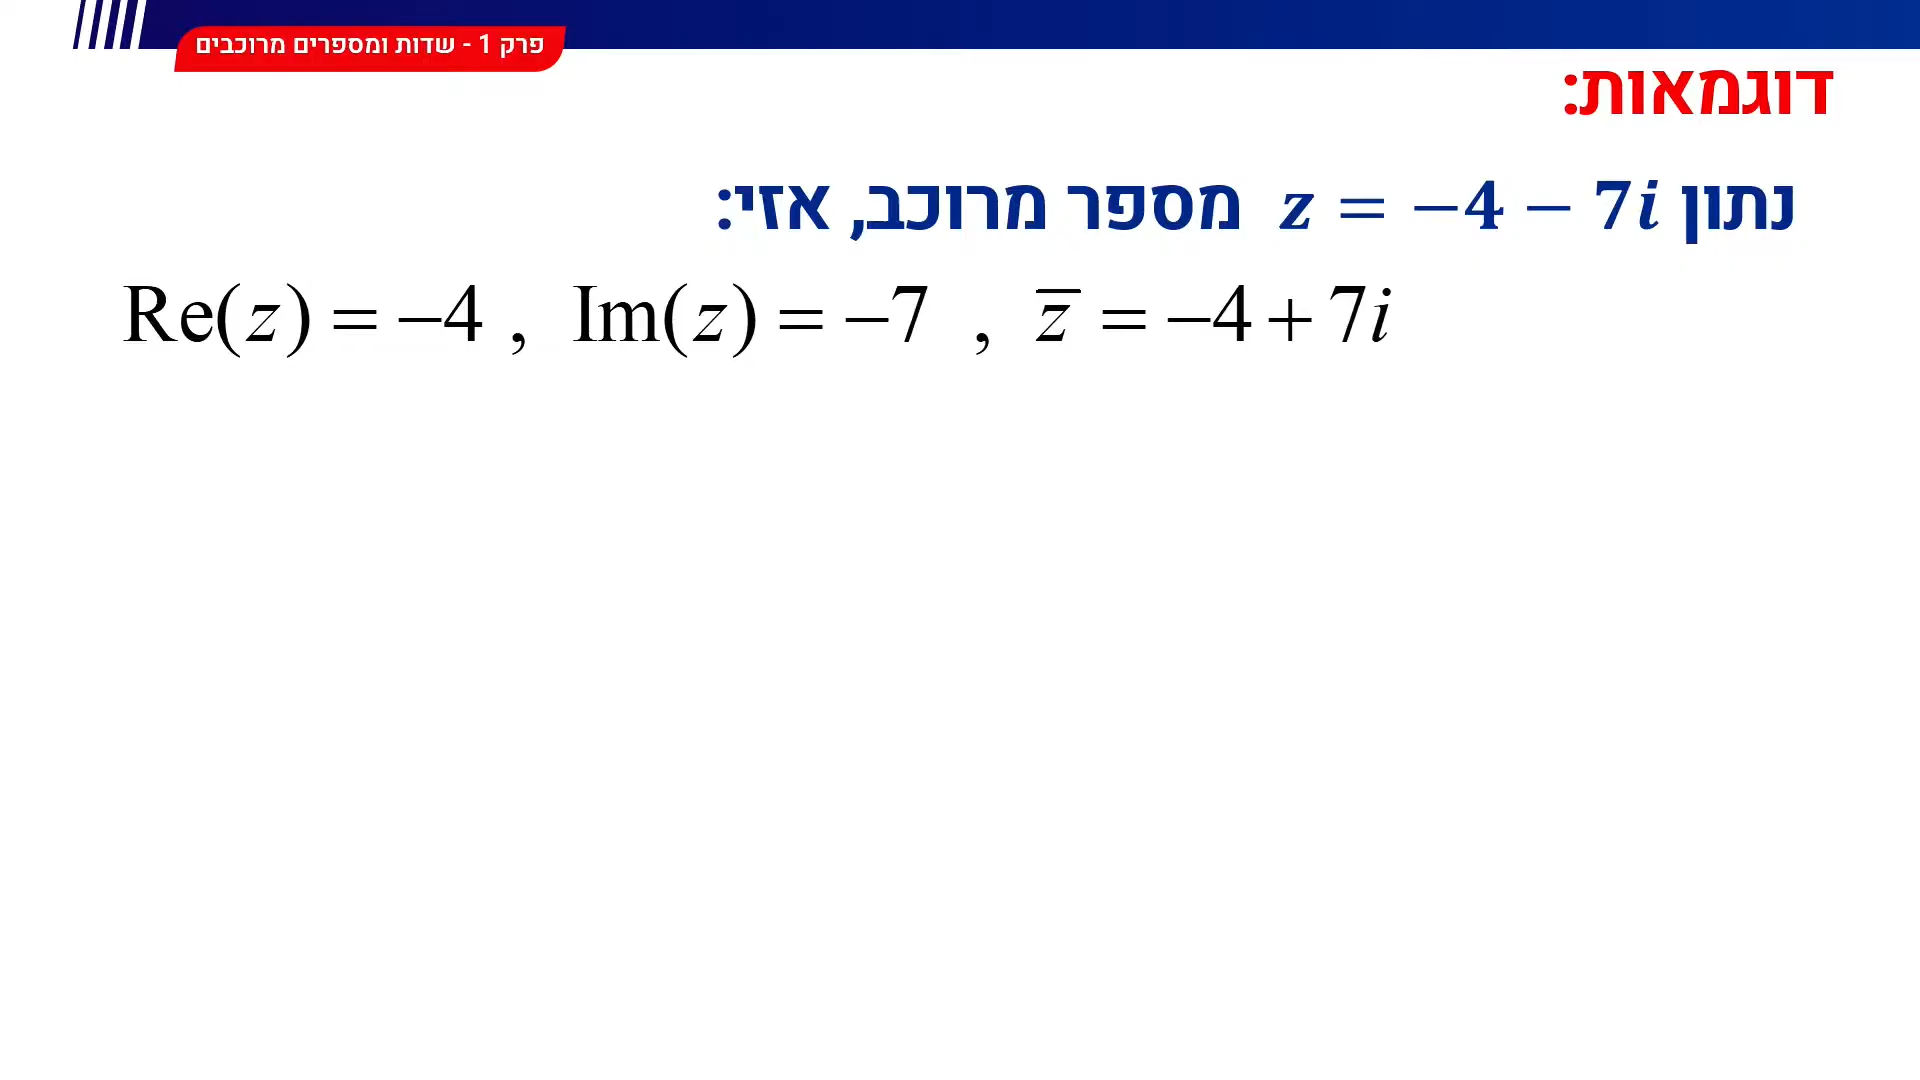 פרק 1 - שדות ומספרים מרוכבים
דוגמאות:
נתון z = −4 − 7i מספר מרוכב, אזי:
Re(z) = −4 , Im(z) = −7 , z̅ = −4 + 7i